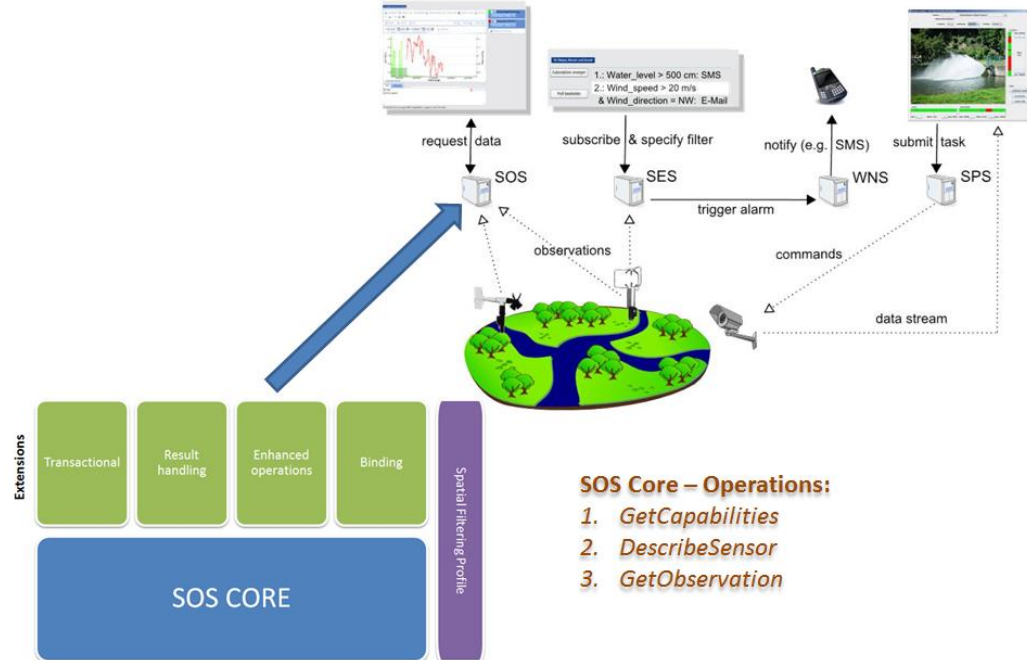 1.: Water_level > 500 cm: SMS
2.: Wind_speed > 20 m/s
& Wind_direction = NW: E-Mail
request data
subscribe & specify filter
notify (e.g. SMS)
submit task
SOS
SES
WNS
SPS
trigger alarm
observations
commands
data stream
Extensions
Transactional
Result
handling
Enhanced
operations
Binding
Spatial Filtering Profile
SOS CORE
SOS Core – Operations:
1. GetCapabilities
2. DescribeSensor
3. GetObservation